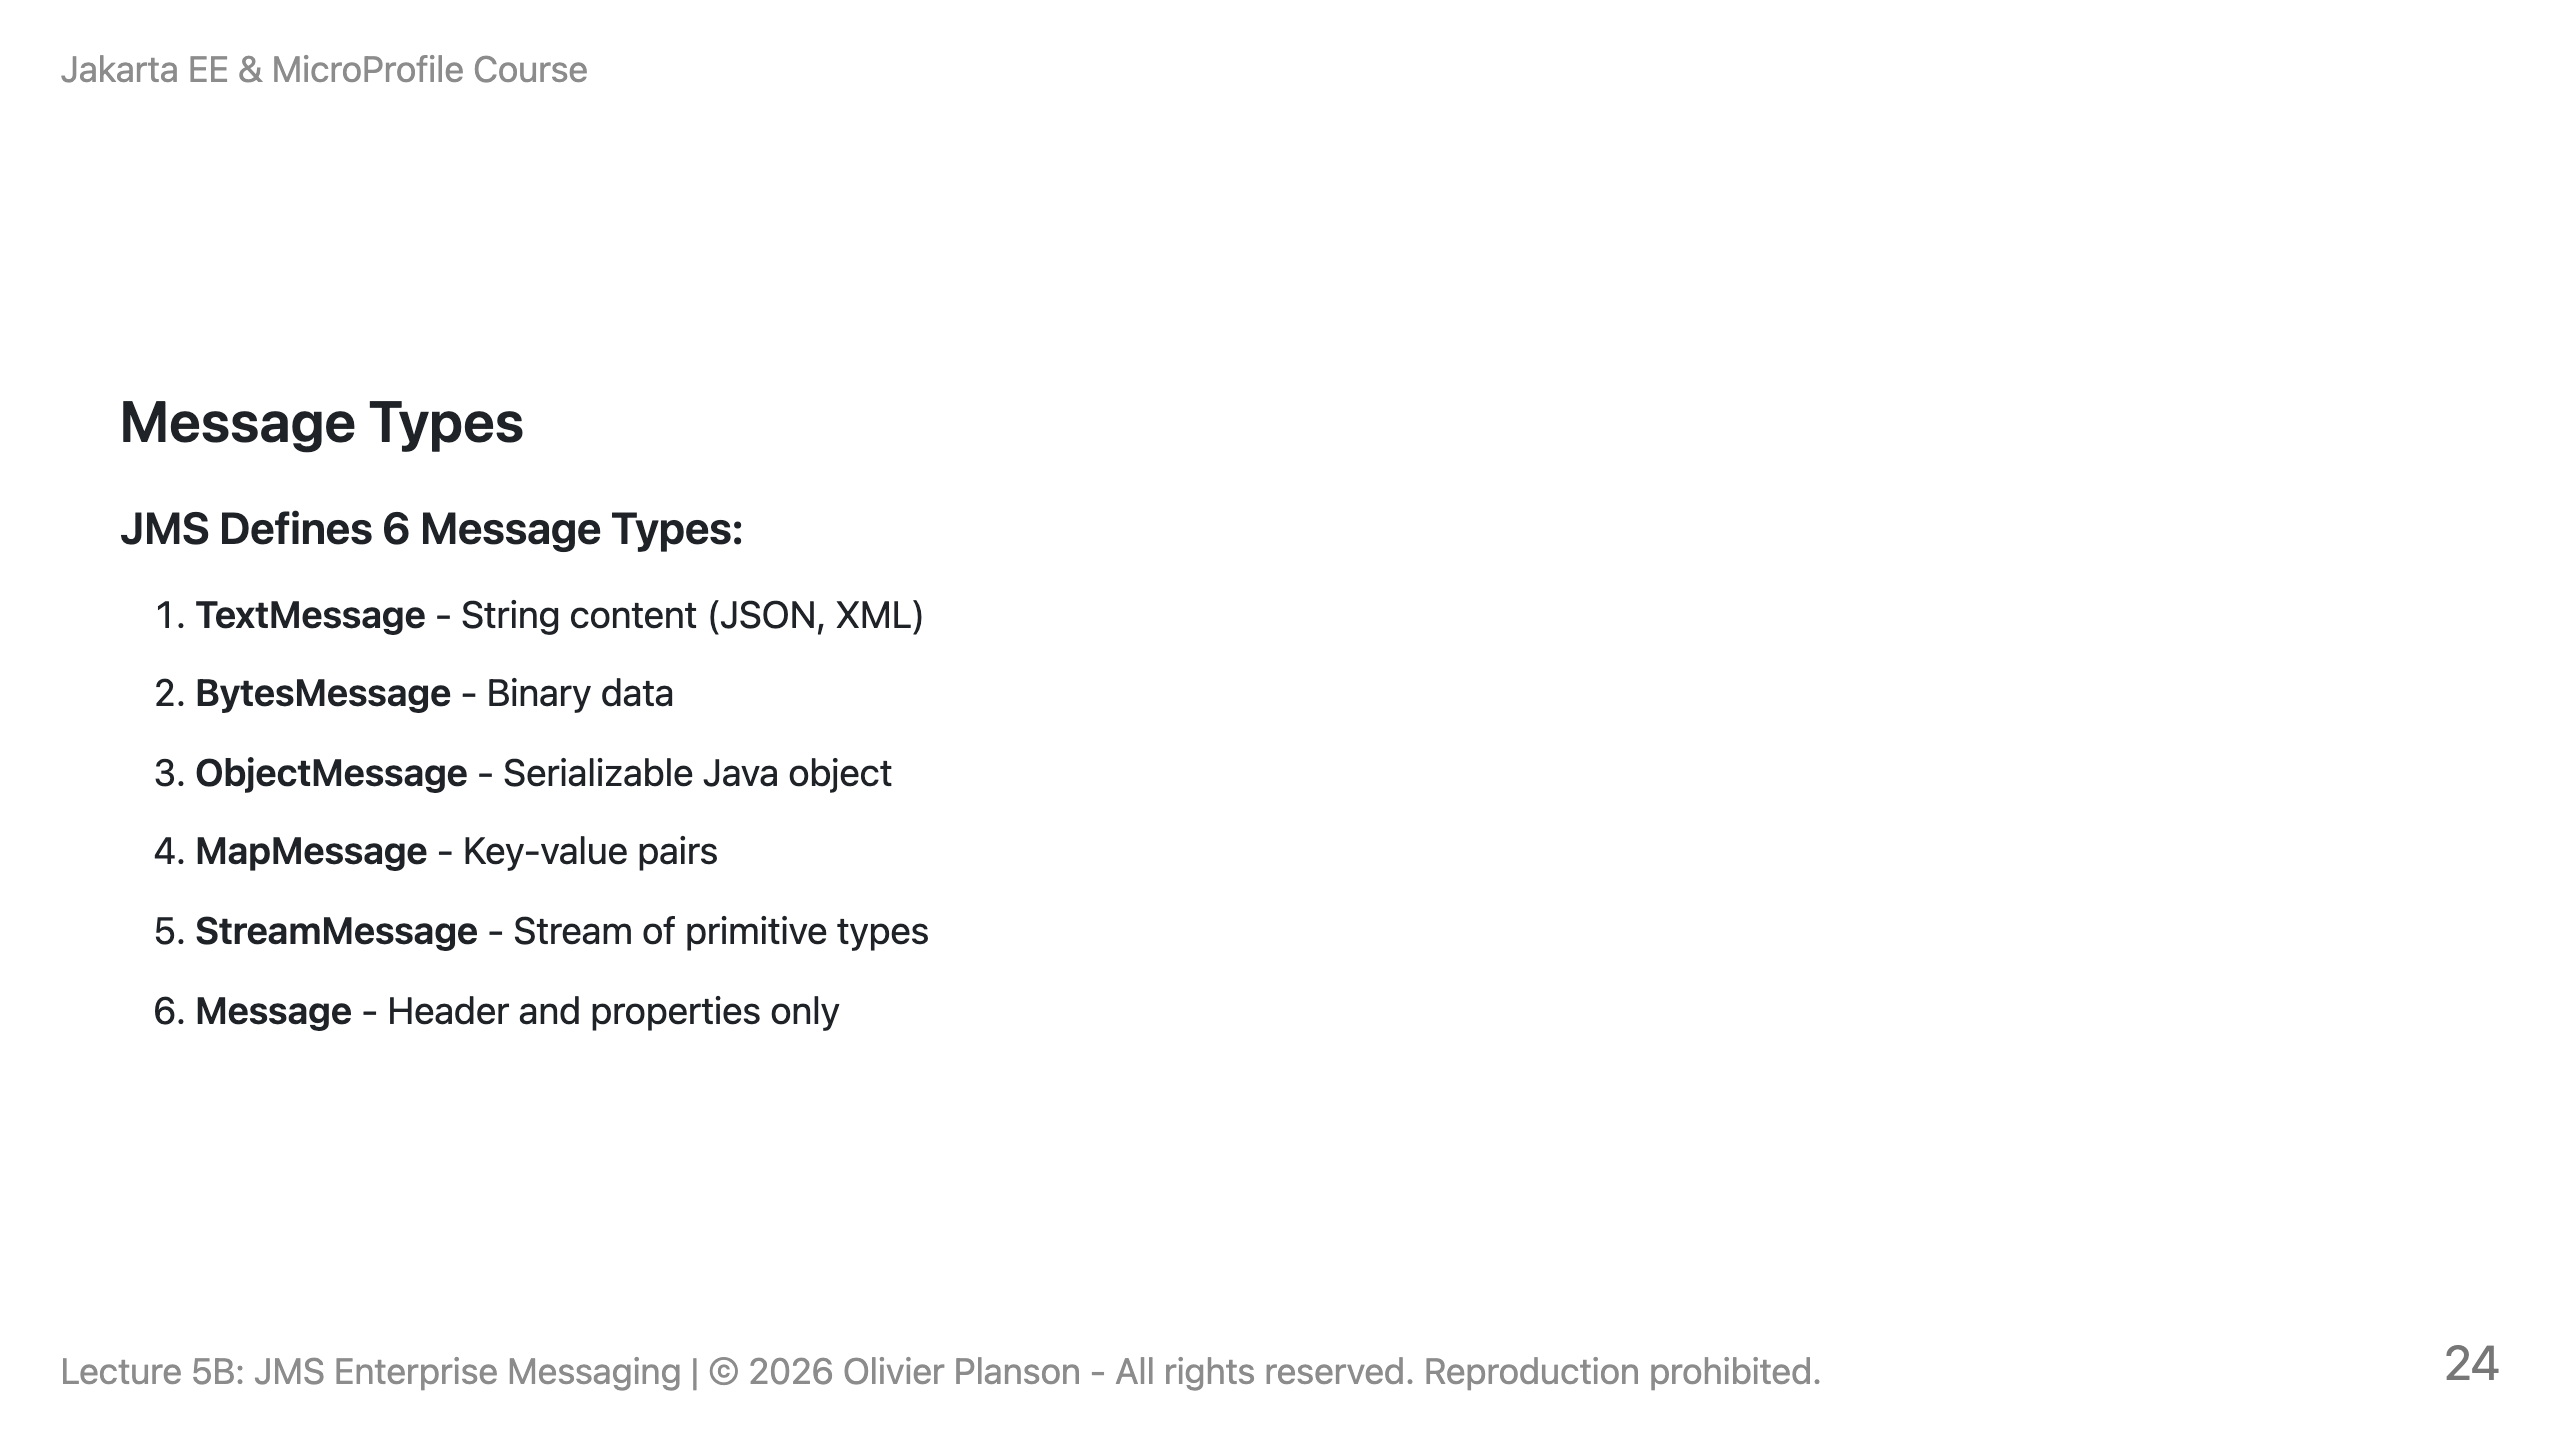 Jakarta EE & MicroProfile Course
Message Types
JMS Defines 6 Message Types:
1. TextMessage - String content (JSON, XML)
2. BytesMessage - Binary data
3. ObjectMessage - Serializable Java object
4. MapMessage - Key-value pairs
5. StreamMessage - Stream of primitive types
6. Message - Header and properties only
Lecture 5B: JMS Enterprise Messaging | © 2026 Olivier Planson - All rights reserved. Reproduction prohibited.
24